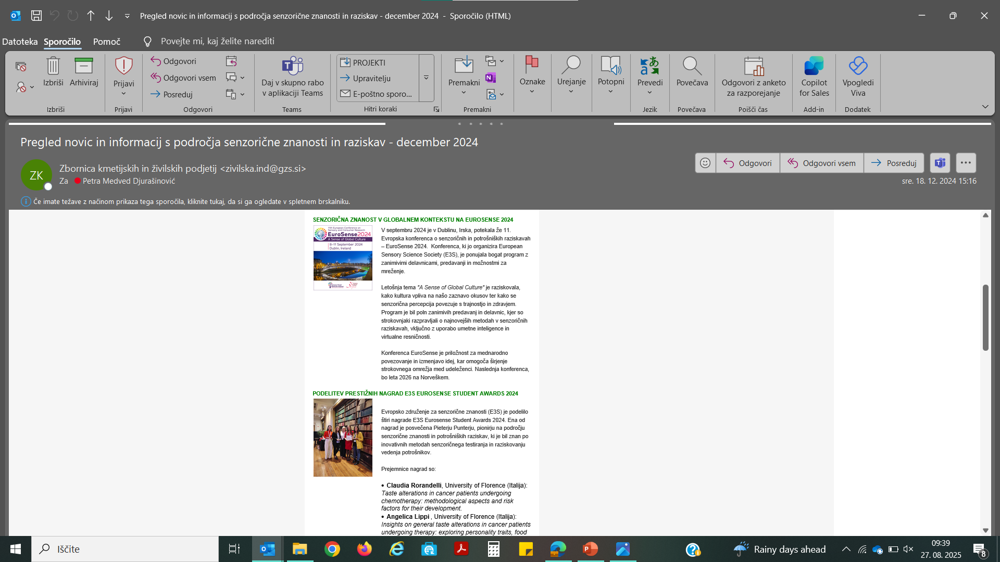 Pregled novic in informacij s področja senzorične znanosti in raziskav - december 2024 - Sporočilo (HTML)
Datoteka Sporočilo Pomoč Povejte mi, kaj želite narediti
Izbriši
Arhiviraj
Izbriši
Prijavi
Prijavi
Odgovori
Odgovori vsem
Posreduj
Odgovori
Daj v skupno rabo
v aplikaciji Teams
Teams
PROJEKTI
Upravitelju
E-poštno sporo...
Hitri koraki
Premakni
Premakni
Oznake
Urejanje
Potopni
Prevedi
Jezik
Povečava
Povečava
Odgovori z anketo
za razporejanje
Poišči čas
Copilot
for Sales
Add-in
Vpogledi
Viva
Dodatek
Pregled novic in informacij s področja senzorične znanosti in raziskav - december 2024
ZK
Zbornica kmetijskih in živilskih podjetij <zivilska.ind@gzs.si>
Za Petra Medved Djurašinović
Odgovori Odgovori vsem Posreduj
sre. 18. 12. 2024 15:16
Če imate težave z načinom prikaza tega sporočila, kliknite tukaj, da si ga ogledate v spletnem brskalniku.
SENZORIČNA ZNANOST V GLOBALNEM KONTEKSTU NA EUROSENSE 2024
11th European Conference on
Sensory and Consumer Research
EuroSense2024
A Sense of Global Culture
8–11 September 2024
Dublin, Ireland
V septembru 2024 je v Dublinu, Irska, potekala že 11.
Evropska konferenca o senzoričnih in potrošniških raziskavah
– EuroSense 2024. Konferenca, ki jo organizira European
Sensory Science Society (E3S), je ponujala bogat program z
zanimivimi delavnicami, predavanji in možnostmi za
mreženje.
Letošnja tema "A Sense of Global Culture" je raziskovala,
kako kultura vpliva na našo zaznavo okusov ter kako se
senzorična percepcija povezuje s trajnostjo in zdravjem.
Program je bil poln zanimivih predavanj in delavnic, kjer so
strokovnjaki razpravljali o najnovejših metodah v senzoričnih
raziskavah, vključno z uporabo umetne inteligence in
virtualne resničnosti.
Konferenca EuroSense je priložnost za mednarodno
povezovanje in izmenjavo idej, kar omogoča širjenje
strokovnega omrežja med udeleženci. Naslednja konferenca,
bo leta 2026 na Norveškem.
PODELITEV PRESTIŽNIH NAGRAD E3S EUROSENSE STUDENT AWARDS 2024
Evropsko združenje za senzorične znanosti (E3S) je podelilo
štiri nagrade E3S Eurosense Student Awards 2024. Ena od
nagrad je posvečena Pieterju Punterju, pionirju na področju
senzorične znanosti in potrošniških raziskav, ki je bil znan po
inovativnih metodah senzoričnega testiranja in raziskovanju
vedenja potrošnikov.
Prejemnice nagrad so:
• Claudia Rorandelli, University of Florence (Italija):
Taste alterations in cancer patients undergoing
chemotherapy: methodological aspects and risk
factors for their development.
• Angelica Lippi , University of Florence (Italija):
Insights on general taste alterations in cancer patients
undergoing therapy: exploring personality traits, food
Iščite
Rainy days ahead
09:39
27. 08. 2025
8